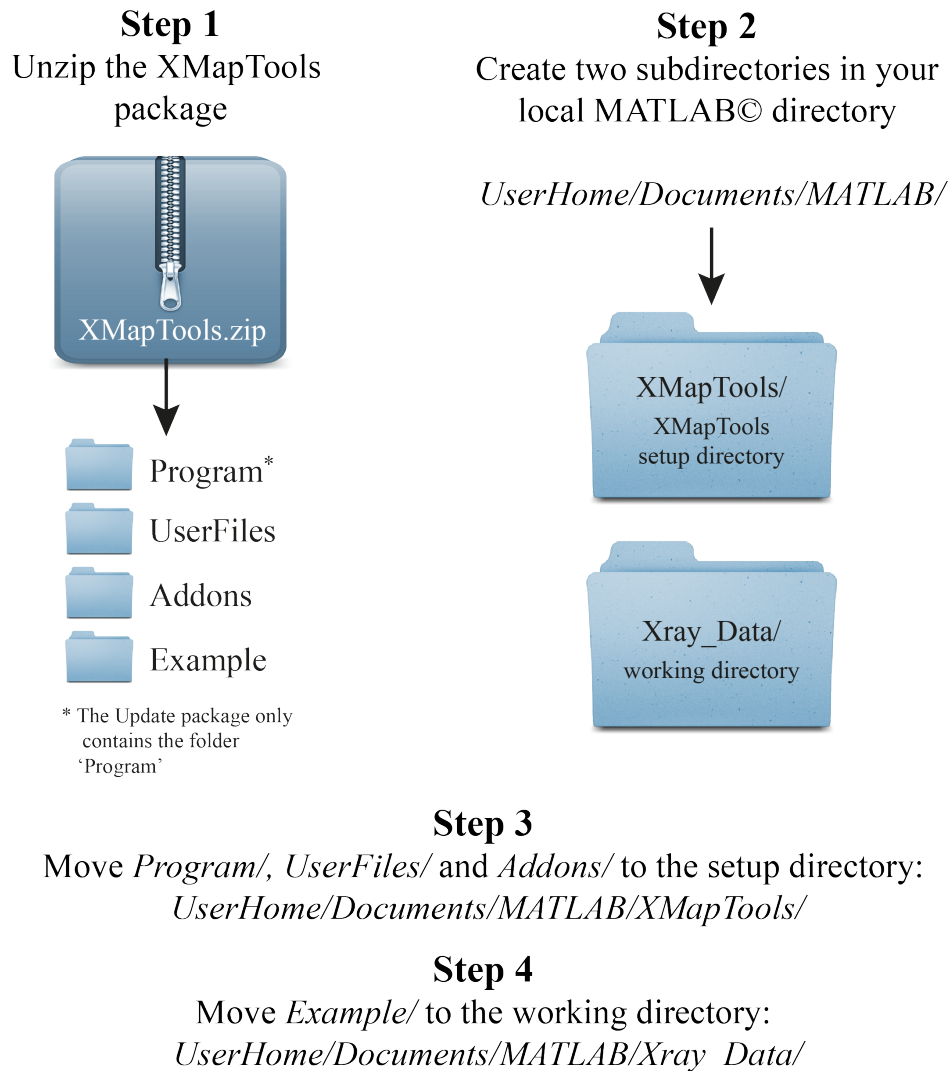 Step 1
Unzip the XMapTools
package
XMapTools.zip
Program*
UserFiles
Addons
Example
* The Update package only
contains the folder
‘Program’
Step 2
Create two subdirectories in your
local MATLAB© directory
UserHome/Documents/MATLAB/
XMapTools/
XMapTools
setup directory
Xray_Data/
working directory
Step 3
Move Program/, UserFiles/ and Addons/ to the setup directory:
UserHome/Documents/MATLAB/XMapTools/
Step 4
Move Example/ to the working directory:
UserHome/Documents/MATLAB/Xray_Data/